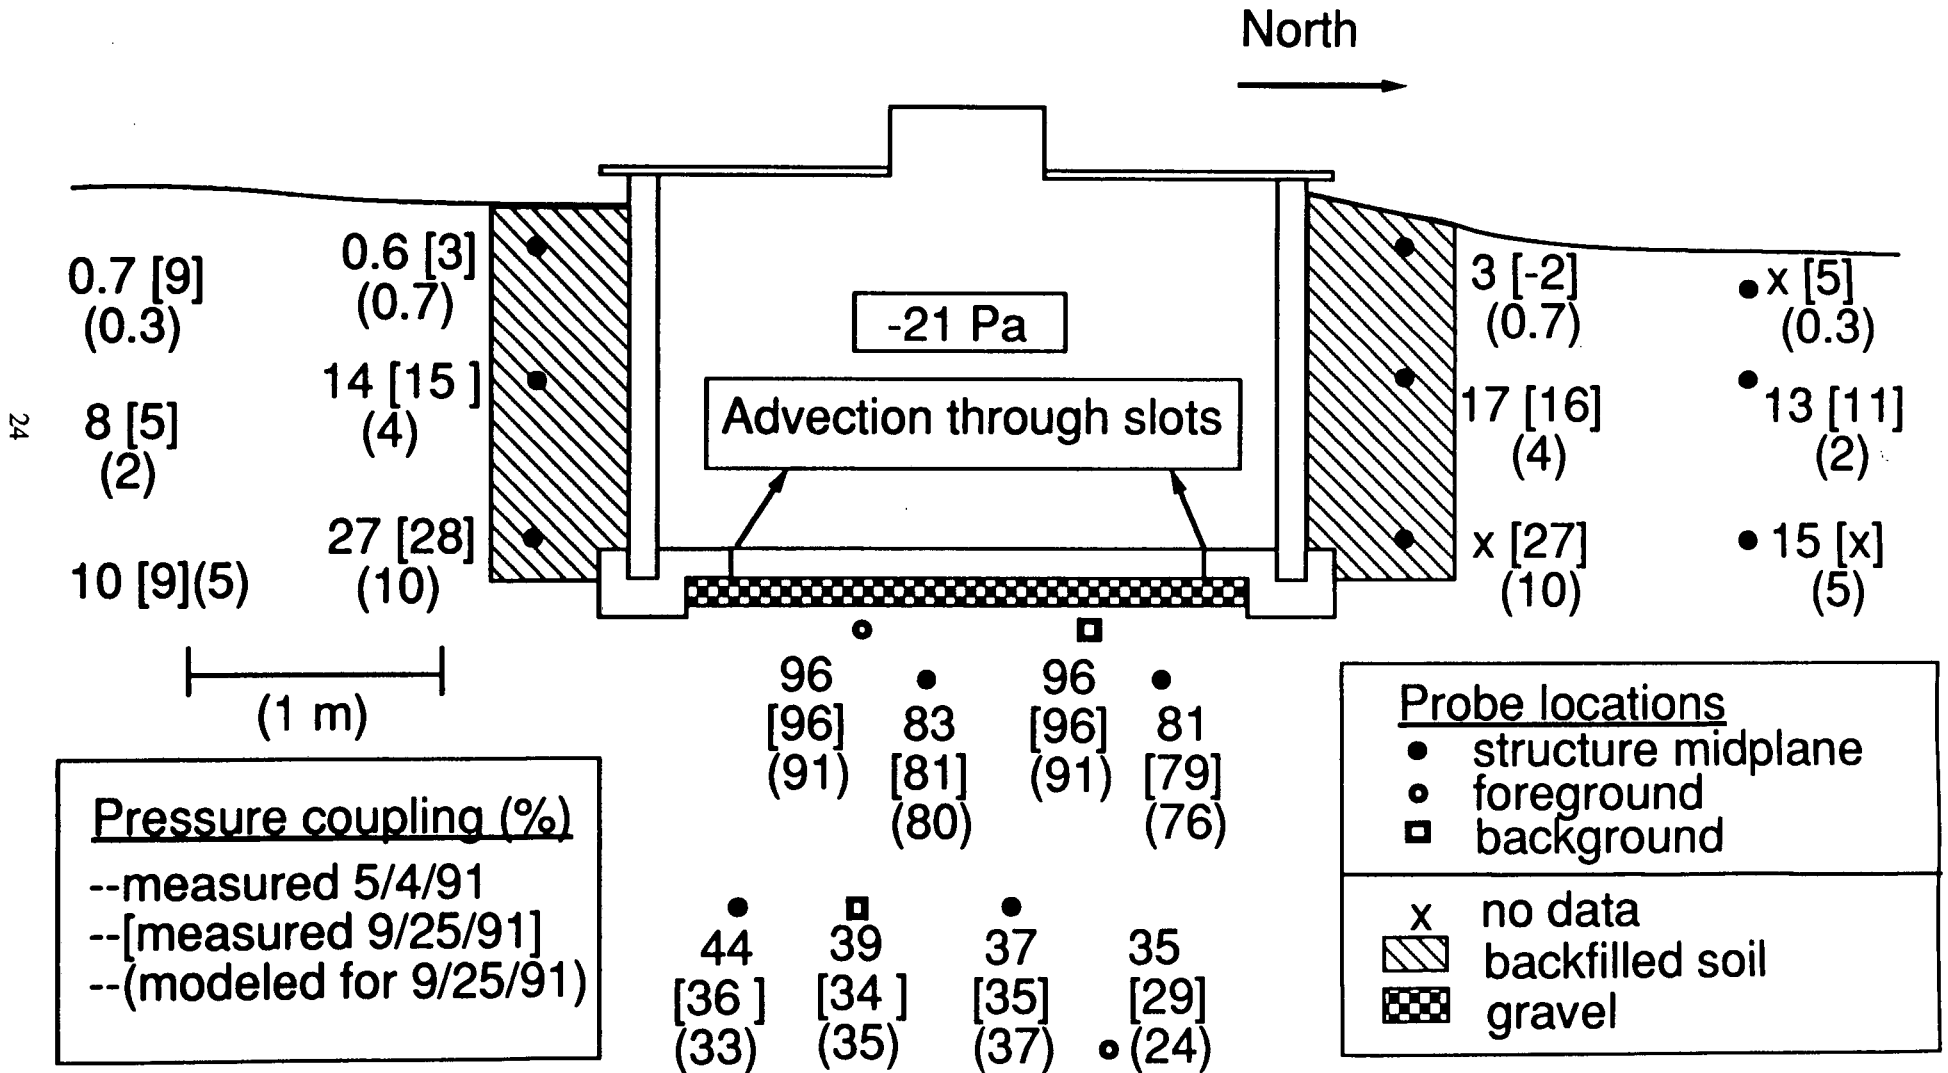 North
0.7 [9]
(0.3)
0.6 [3]
(0.7)
3 [-2]
(0.7)
x [5]
(0.3)
-21 Pa
14 [15 ]
(4)
8 [5]
(2)
Advection through slots
17 [16]
(4)
13 [11]
(2)
24
27 [28]
(10)
10 [9](5)
x [27]
(10)
15 [x]
(5)
(1 m)
96
[96]
(91)
83
[81]
(80)
96
[96]
(91)
81
[79]
(76)
44
[36 ]
(33)
39
[34 ]
(35)
37
[35]
(37)
35
[29]
(24)
Pressure coupling (%)
--measured 5/4/91
--[measured 9/25/91]
--(modeled for 9/25/91)
Probe locations
structure midplane
foreground
background
x no data
backfilled soil
gravel